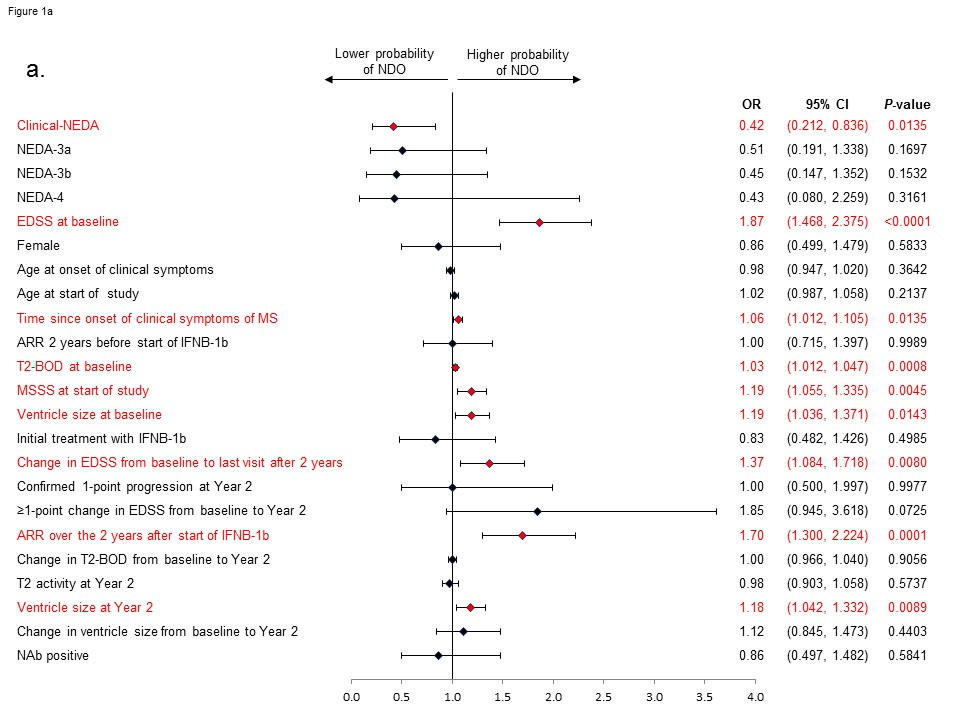 Figure 1a
a.
Lower probability of NDO
Higher probability of NDO
OR 95% CI P-value
Clinical-NEDA 0.42 (0.212, 0.836) 0.0135
NEDA-3a 0.51 (0.191, 1.338) 0.1697
NEDA-3b 0.45 (0.147, 1.352) 0.1532
NEDA-4 0.43 (0.080, 2.259) 0.3161
EDSS at baseline 1.87 (1.468, 2.375) <0.0001
Female 0.86 (0.499, 1.479) 0.5833
Age at onset of clinical symptoms 0.98 (0.947, 1.020) 0.3642
Age at start of study 1.02 (0.987, 1.058) 0.2137
Time since onset of clinical symptoms of MS 1.06 (1.012, 1.105) 0.0135
ARR 2 years before start of IFNB-1b 1.00 (0.715, 1.397) 0.9989
T2-BOD at baseline 1.03 (1.012, 1.047) 0.0008
MSSS at start of study 1.19 (1.055, 1.335) 0.0045
Ventricle size at baseline 1.19 (1.036, 1.371) 0.0143
Initial treatment with IFNB-1b 0.83 (0.482, 1.426) 0.4985
Change in EDSS from baseline to last visit after 2 years 1.37 (1.084, 1.718) 0.0080
Confirmed 1-point progression at Year 2 1.00 (0.500, 1.997) 0.9977
≥1-point change in EDSS from baseline to Year 2 1.85 (0.945, 3.618) 0.0725
ARR over the 2 years after start of IFNB-1b 1.70 (1.300, 2.224) 0.0001
Change in T2-BOD from baseline to Year 2 1.00 (0.966, 1.040) 0.9056
T2 activity at Year 2 0.98 (0.903, 1.058) 0.5737
Ventricle size at Year 2 1.18 (1.042, 1.332) 0.0089
Change in ventricle size from baseline to Year 2 1.12 (0.845, 1.473) 0.4403
NAb positive 0.86 (0.497, 1.482) 0.5841
0.0 0.5 1.0 1.5 2.0 2.5 3.0 3.5 4.0